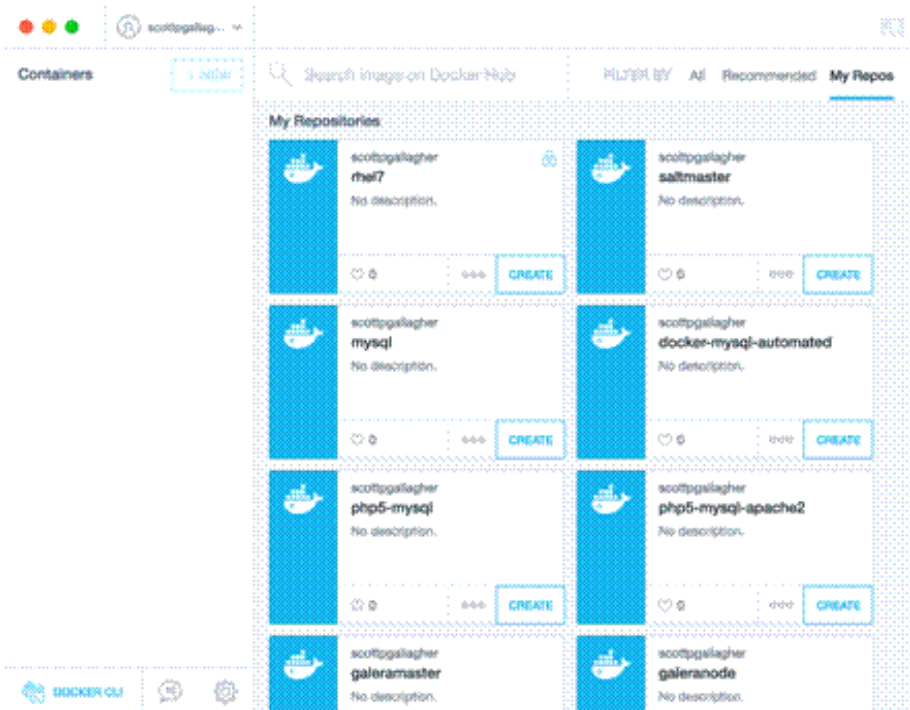 scottpgallag...
Containers
+ NEW
Search Image on Docker Hub
FILTER BY All Recommended My Repos
My Repositories
scottpgallagher
rhel7
No description.
0
CREATE
scottpgallagher
saltmaster
No description.
0
CREATE
scottpgallagher
mysql
No description.
0
CREATE
scottpgallagher
docker-mysql-automated
No description.
0
CREATE
scottpgallagher
php5-mysql
No description.
0
CREATE
scottpgallagher
php5-mysql-apache2
No description.
0
CREATE
scottpgallagher
galeramaster
No description.
scottpgallagher
galeranode
No description.
DOCKER CLI